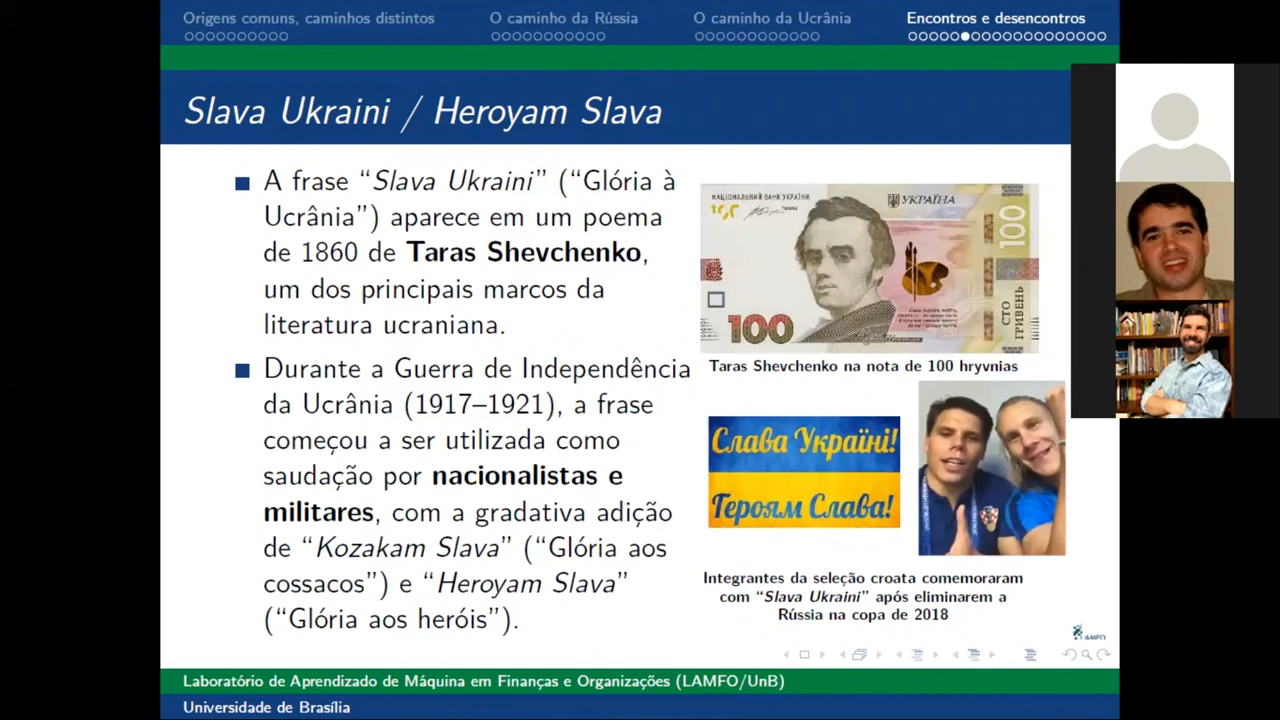 Origens comuns, caminhos distintos
O caminho da Rússia
O caminho da Ucrânia
Encontros e desencontros
Slava Ukraini / Heroyam Slava
A frase “Slava Ukraini” (“Glória à
Ucrânia”) aparece em um poema
de 1860 de Taras Shevchenko,
um dos principais marcos da
literatura ucraniana.
Durante a Guerra de Independência
da Ucrânia (1917–1921), a frase
começou a ser utilizada como
saudação por nacionalistas e
militares, com a gradativa adição
de “Kozakam Slava” (“Glória aos
cossacos”) e “Heroyam Slava”
(“Glória aos heróis”).
НАЦІОНАЛЬНИЙ БАНК УКРАЇНИ
УКРАЇНА
100
100
СТО
ГРИВЕНЬ
Taras Shevchenko na nota de 100 hryvnias
Слава Україні!
Героям Слава!
Integrantes da seleção croata comemoraram
com “Slava Ukraini” após eliminarem a
Rússia na copa de 2018
LAMFO
Laboratório de Aprendizado de Máquina em Finanças e Organizações (LAMFO/UnB)
Universidade de Brasília